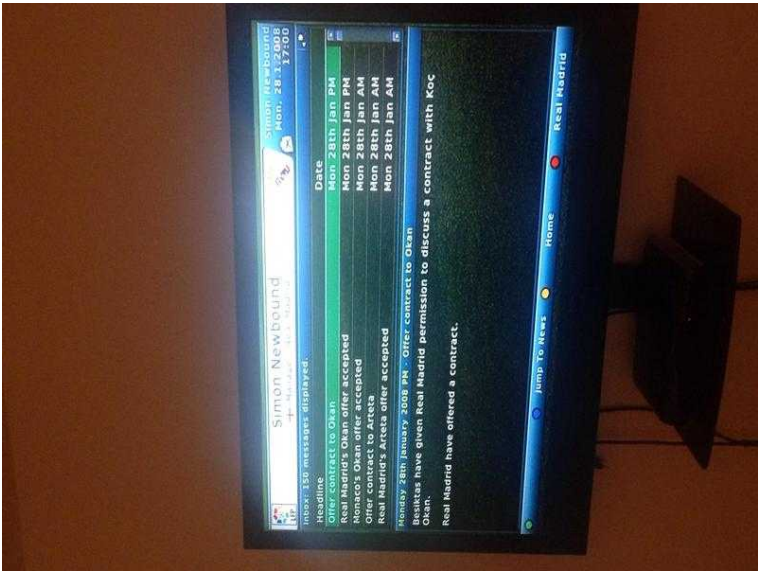 Simon Newbound
Simon Newbound
Mon, 28.1.2008
17:00
Inbox: 150 messages displayed.
Headline Date
Offer contract to Okan Mon 28th Jan PM
Real Madrid's Okan offer accepted Mon 28th Jan PM
Monaco's Okan offer accepted Mon 28th Jan AM
Offer contract to Arteta Mon 28th Jan AM
Real Madrid's Arteta offer accepted Mon 28th Jan AM
Monday 28th January 2008 PM - Offer contract to Okan
Besiktas have given Real Madrid permission to discuss a contract with Koç
Okan.
Real Madrid have offered a contract.
Jump To News Home Real Madrid